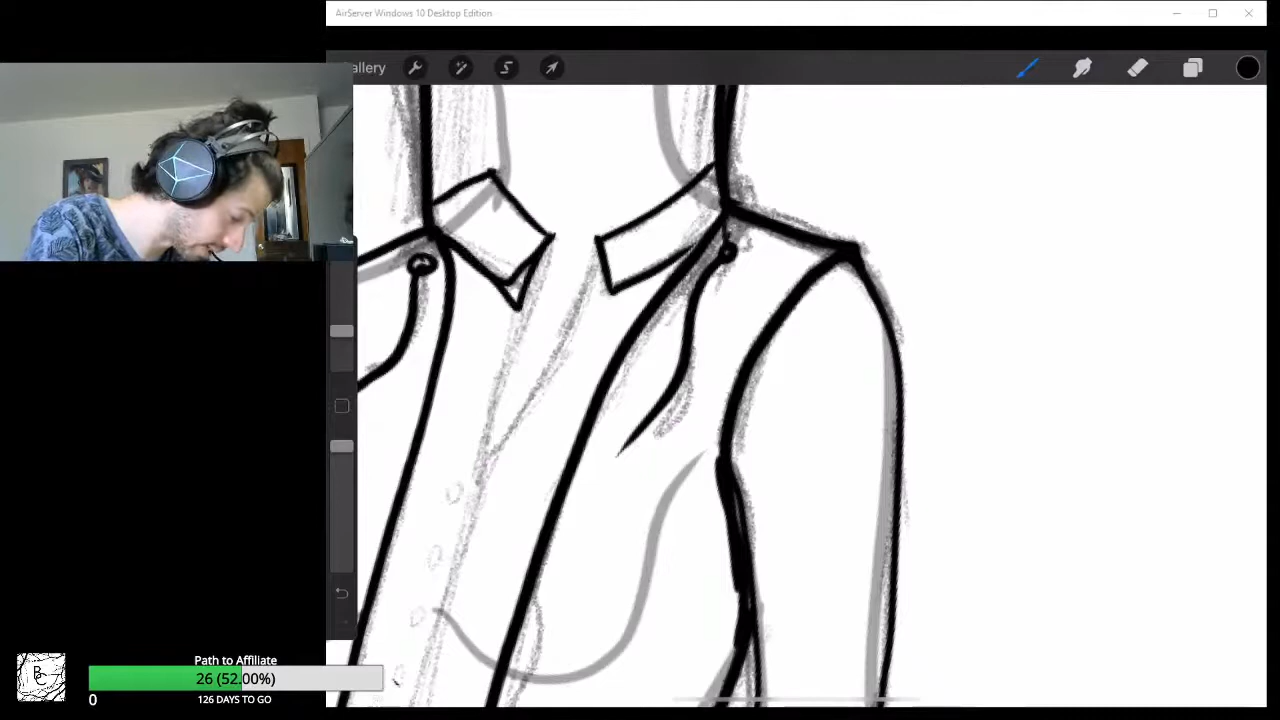 AirServer Windows 10 Desktop Edition
allery
Path to Affiliate
26 (52.00%)
0
126 DAYS TO GO